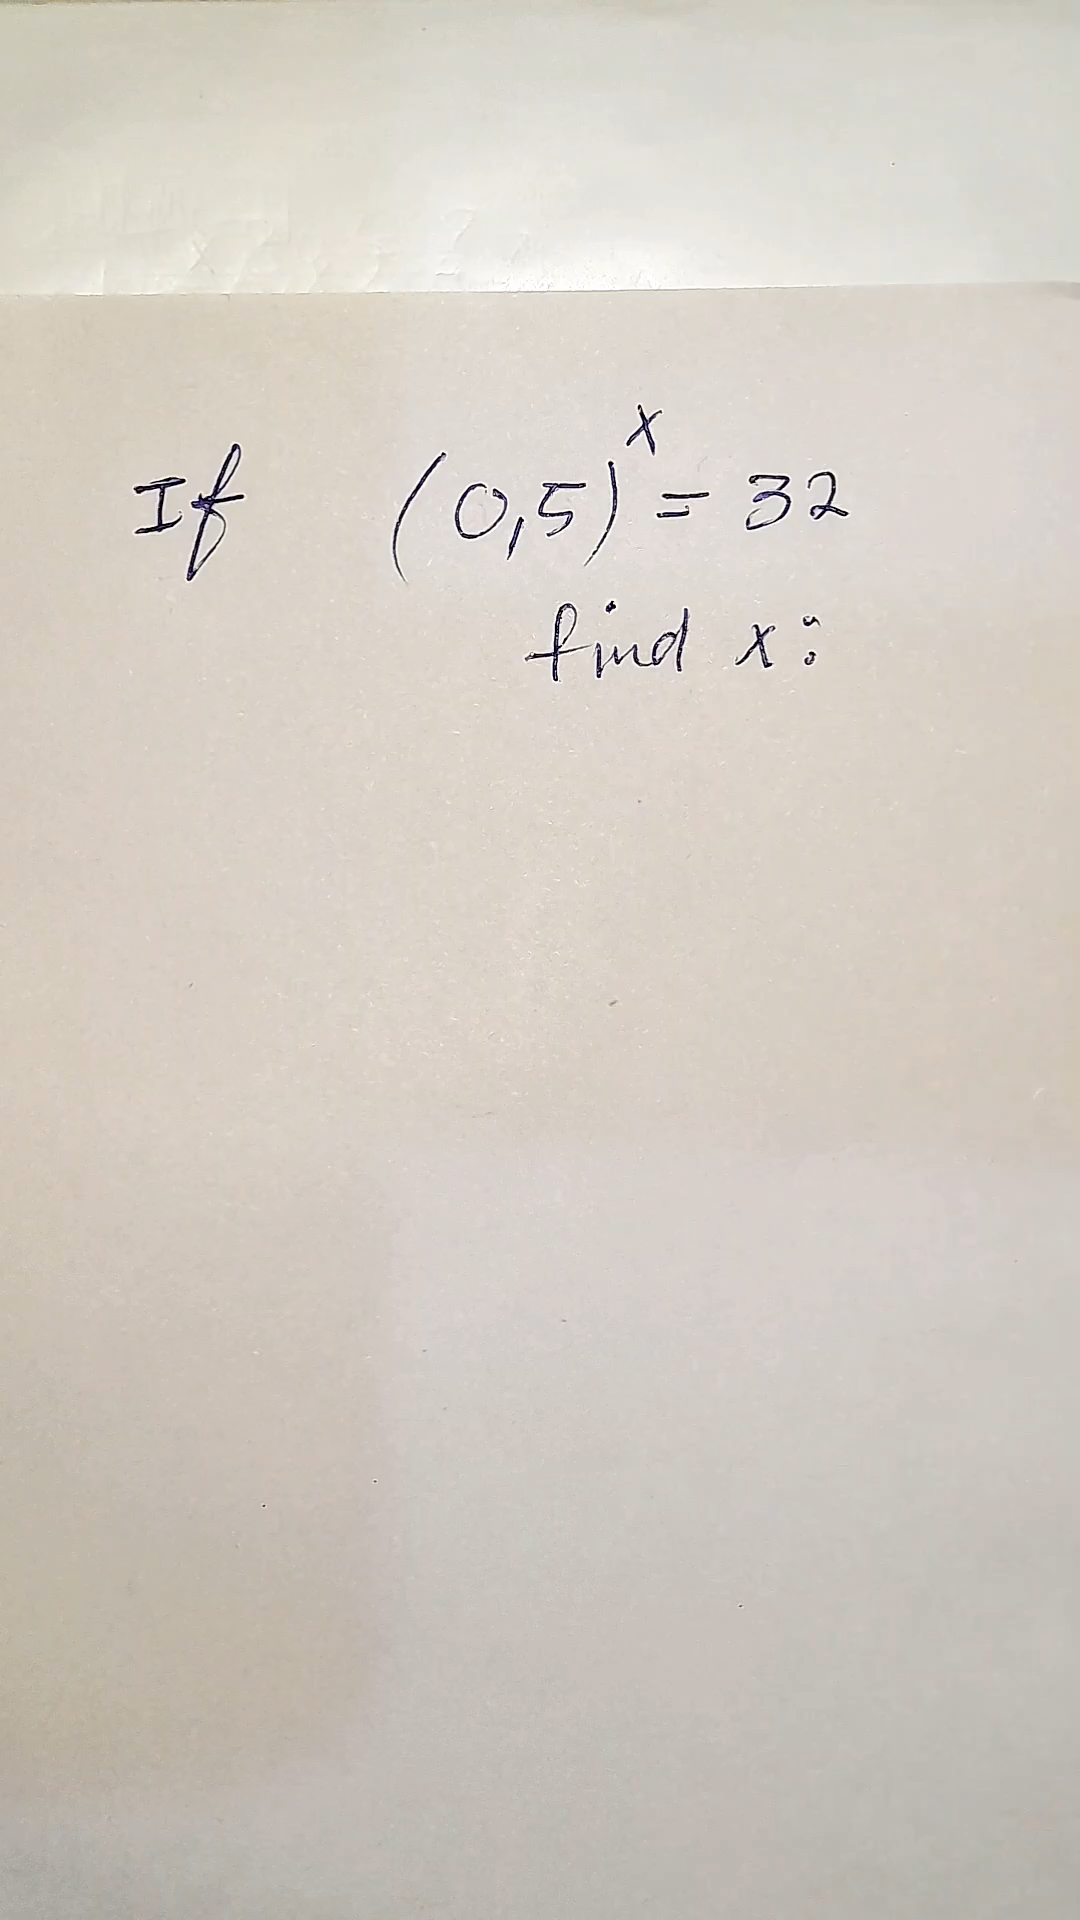 If (0,5)^x = 32
find x: